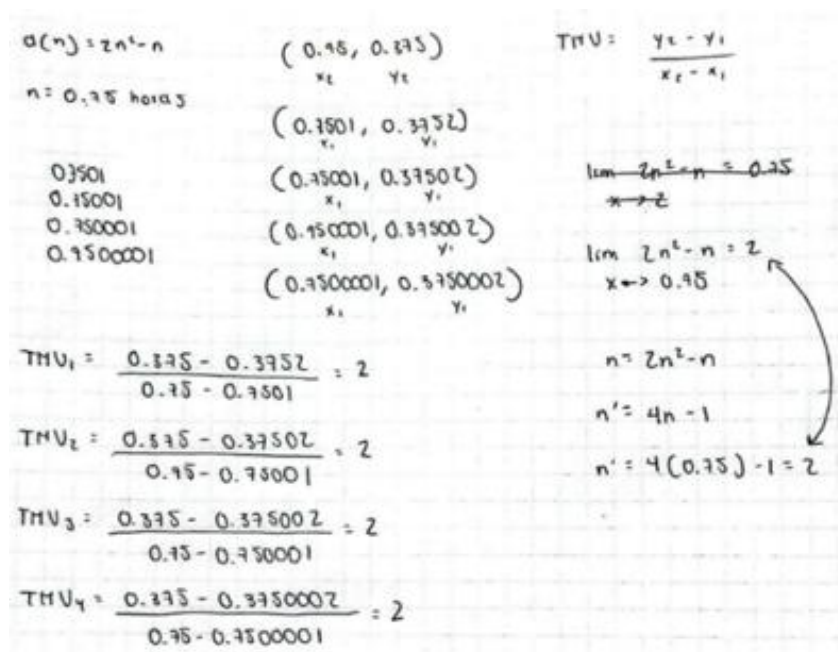 a(n) = 2n² - n
n = 0.75 horas
0.7501
0.75001
0.750001
0.7500001
(0.75, 0.375)
x₂ y₂
(0.7501, 0.3752)
x₁ y₁
(0.75001, 0.37502)
x₁ y₁
(0.750001, 0.375002)
x₁ y₁
(0.7500001, 0.3750002)
x₁ y₁
TMV = y₂ - y₁
x₂ - x₁
lim 2n² - n = 0.75
x → 2
lim 2n² - n = 2
x → 0.75
n = 2n² - n
n' = 4n - 1
n' = 4(0.75) - 1 = 2
TMV₁ = 0.375 - 0.3752 = 2
0.75 - 0.7501
TMV₂ = 0.375 - 0.37502 = 2
0.75 - 0.75001
TMV₃ = 0.375 - 0.375002 = 2
0.75 - 0.750001
TMV₄ = 0.375 - 0.3750002 = 2
0.75 - 0.7500001